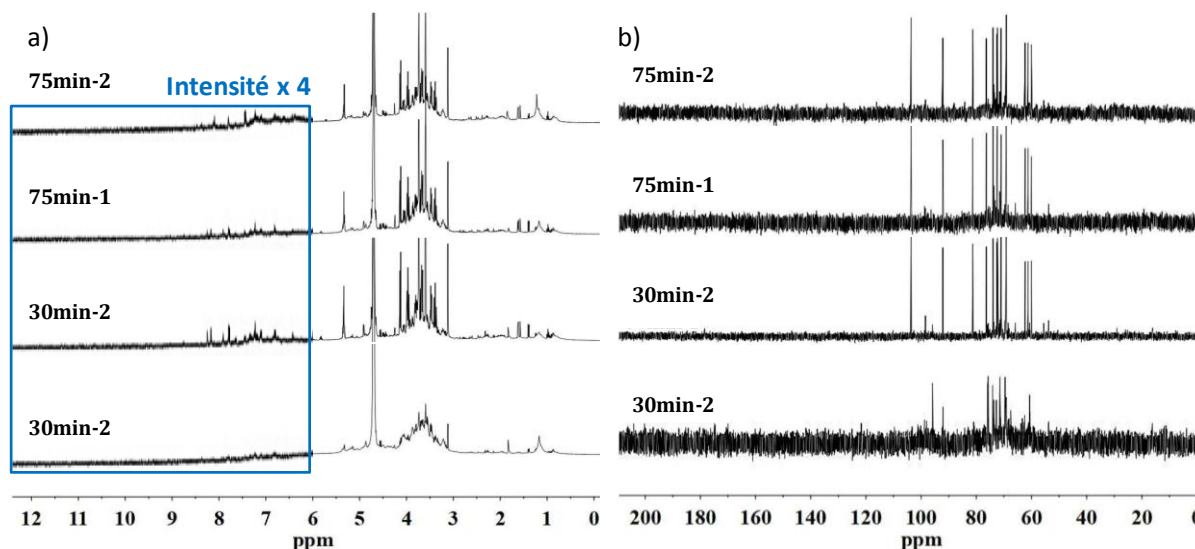 a)
75min-2
Intensité x 4
75min-1
30min-2
30min-2
12 11 10 9 8 7 6 5 4 3 2 1 0
ppm
b)
75min-2
75min-1
30min-2
30min-2
200 180 160 140 120 100 80 60 40 20 0
ppm